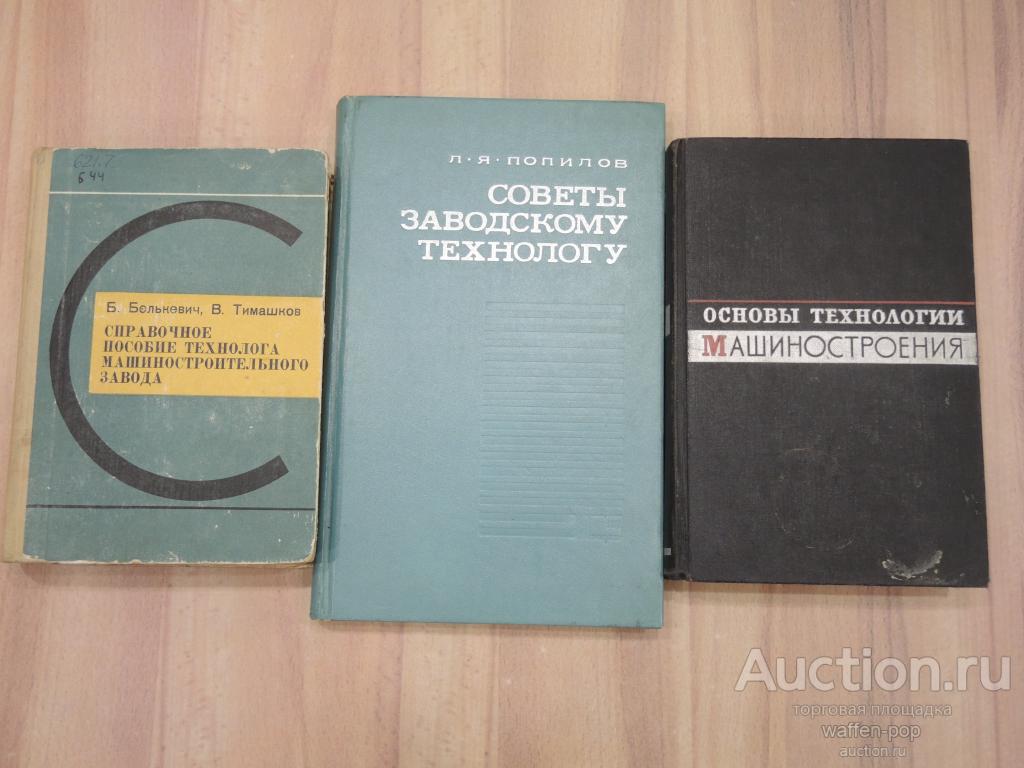 621.7
Б 44
Б. Белькевич, В. Тимашков
СПРАВОЧНОЕ
ПОСОБИЕ ТЕХНОЛОГА
МАШИНОСТРОИТЕЛЬНОГО
ЗАВОДА
Л·Я·ПОПИЛОВ
СОВЕТЫ
ЗАВОДСКОМУ
ТЕХНОЛОГУ
ОСНОВЫ ТЕХНОЛОГИИ
МАШИНОСТРОЕНИЯ
Auction.ru
торговая площадка
waffen-pop
auction.ru